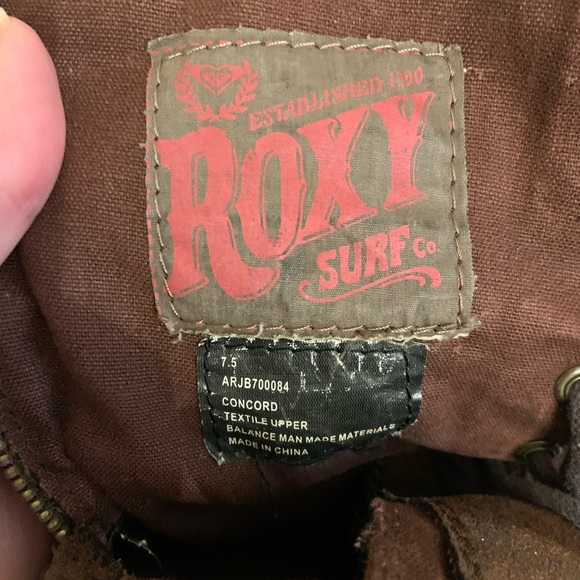 ESTABLISHED 1990
ROXY
SURF Co.
7.5
ARJB700084
CONCORD
TEXTILE UPPER
BALANCE MAN MADE MATERIALS
MADE IN CHINA